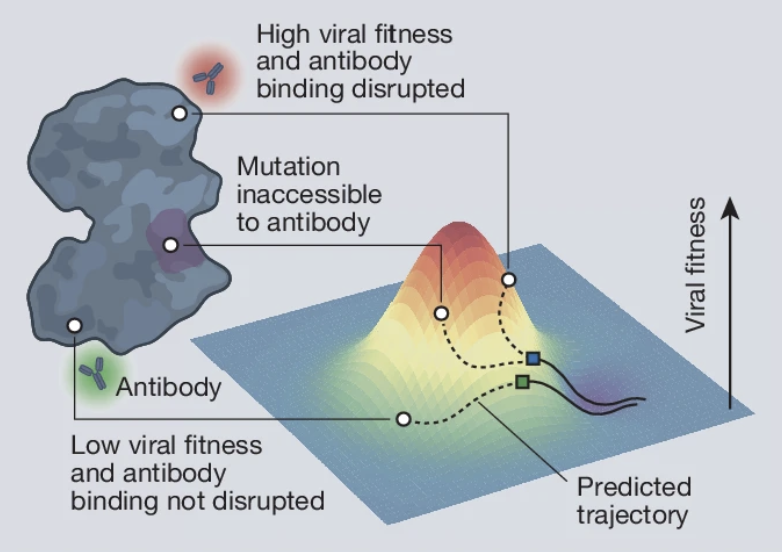 High viral fitness
and antibody
binding disrupted
Mutation
inaccessible
to antibody
Viral fitness
Antibody
Low viral fitness
and antibody
binding not disrupted
Predicted
trajectory